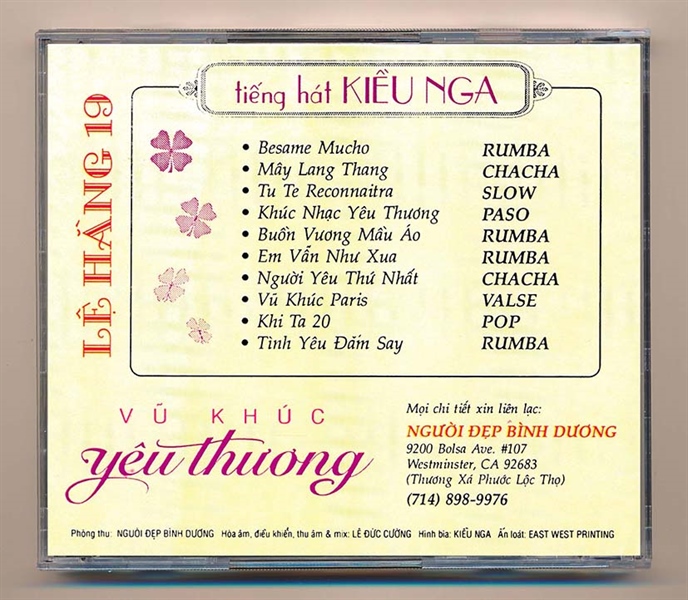 tiếng hát KIỀU NGA
LỆ HẰNG 19
• Besame Mucho RUMBA
• Mây Lang Thang CHACHA
• Tu Te Reconnaitra SLOW
• Khúc Nhạc Yêu Thương PASO
• Buồn Vương Mầu Áo RUMBA
• Em Vẫn Như Xua RUMBA
• Người Yêu Thứ Nhất CHACHA
• Vũ Khúc Paris VALSE
• Khi Ta 20 POP
• Tình Yêu Đấm Say RUMBA
VŨ KHÚC
yêu thương
Mọi chi tiết xin liên lạc:
NGƯỜI ĐẸP BÌNH DƯƠNG
9200 Bolsa Ave. #107
Westminster, CA 92683
(Thương Xá Phước Lộc Thọ)
(714) 898-9976
Phòng thu: NGƯỜI ĐẸP BÌNH DƯƠNG Hòa âm, điều khiển, thu âm & mix: LÊ ĐỨC CƯỜNG Hình bìa: KIỀU NGA Ấn loát: EAST WEST PRINTING